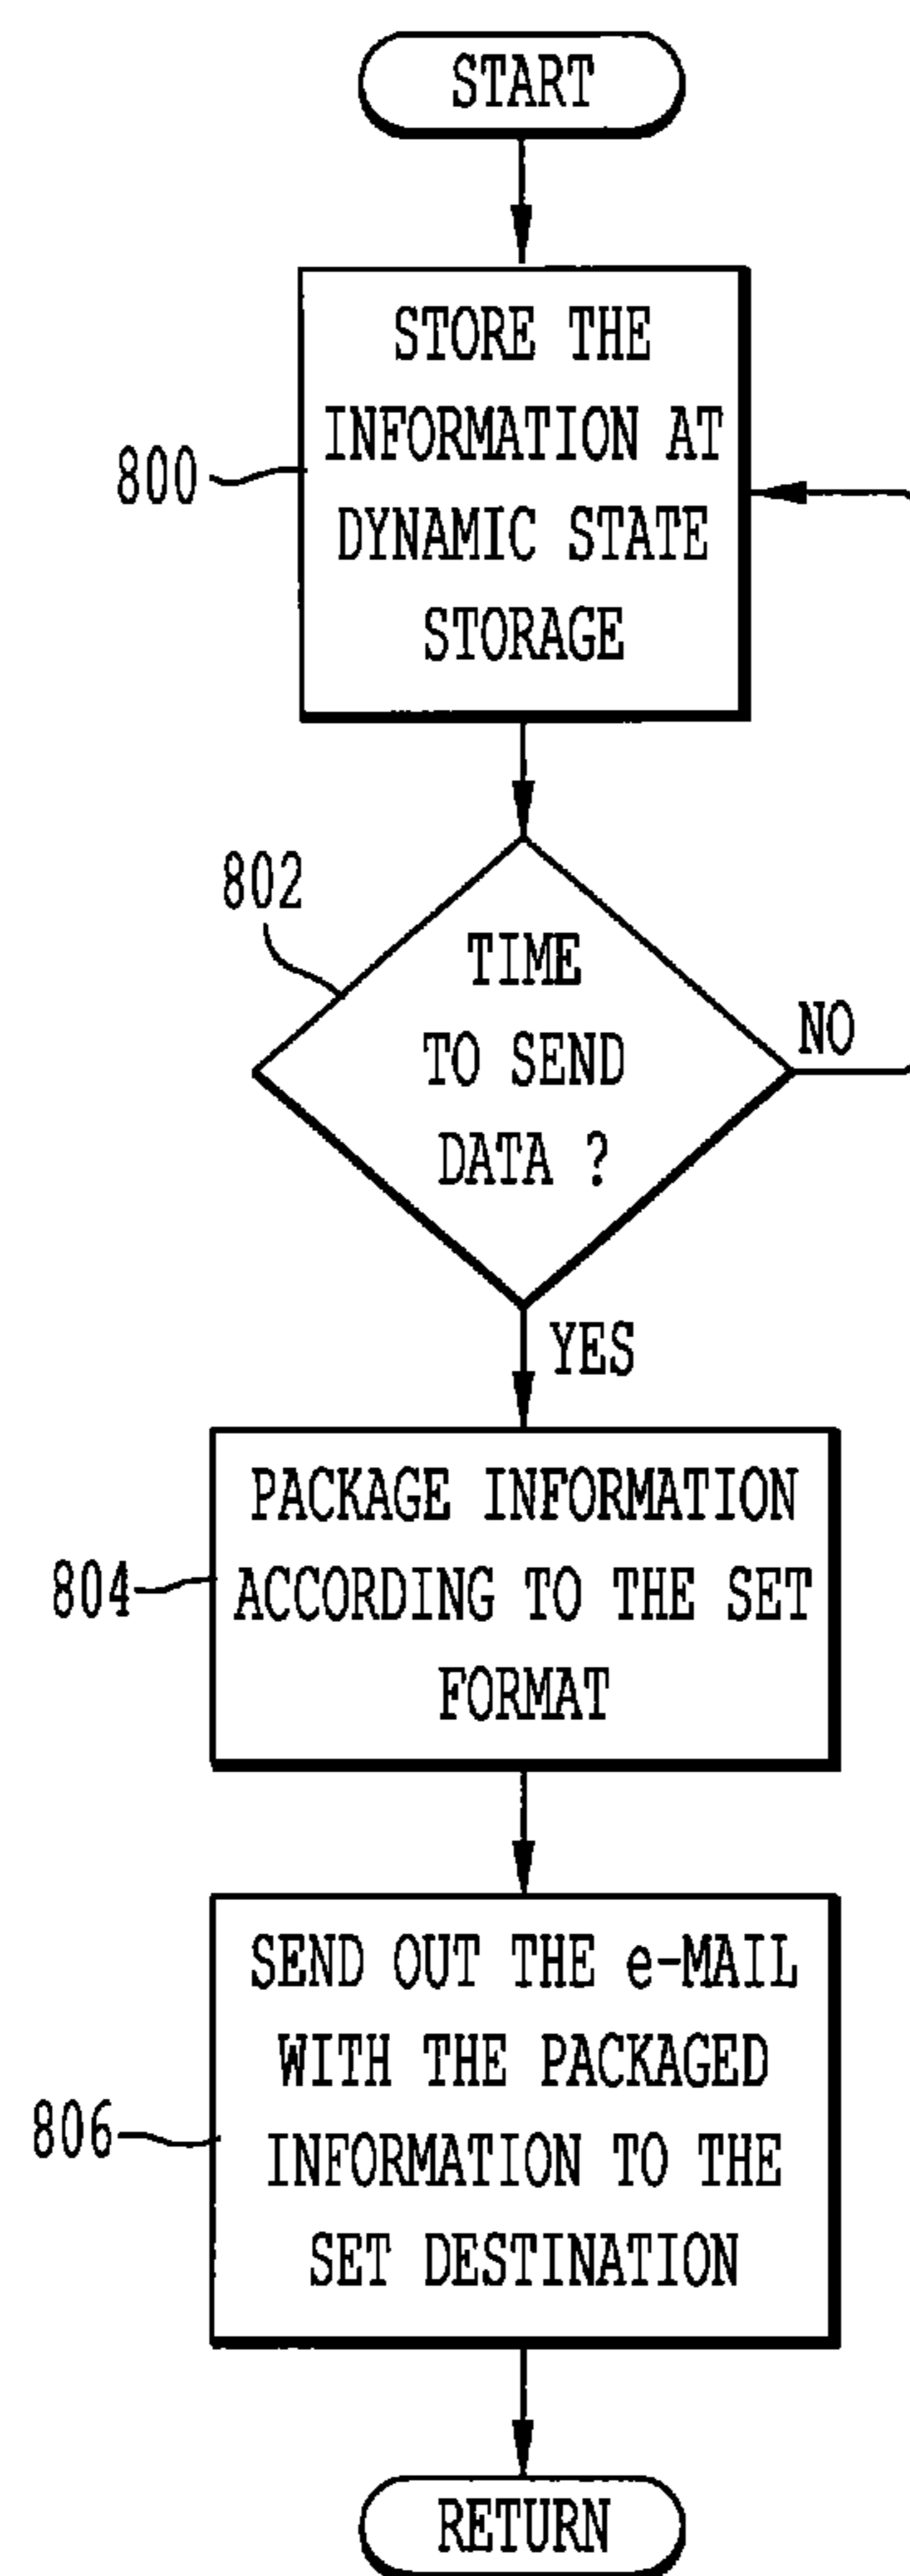 START
STORE THE
INFORMATION AT
DYNAMIC STATE
STORAGE
800
802
TIME
TO SEND
DATA ?
NO
YES
PACKAGE INFORMATION
ACCORDING TO THE SET
FORMAT
804
SEND OUT THE e-MAIL
WITH THE PACKAGED
INFORMATION TO THE
SET DESTINATION
806
RETURN